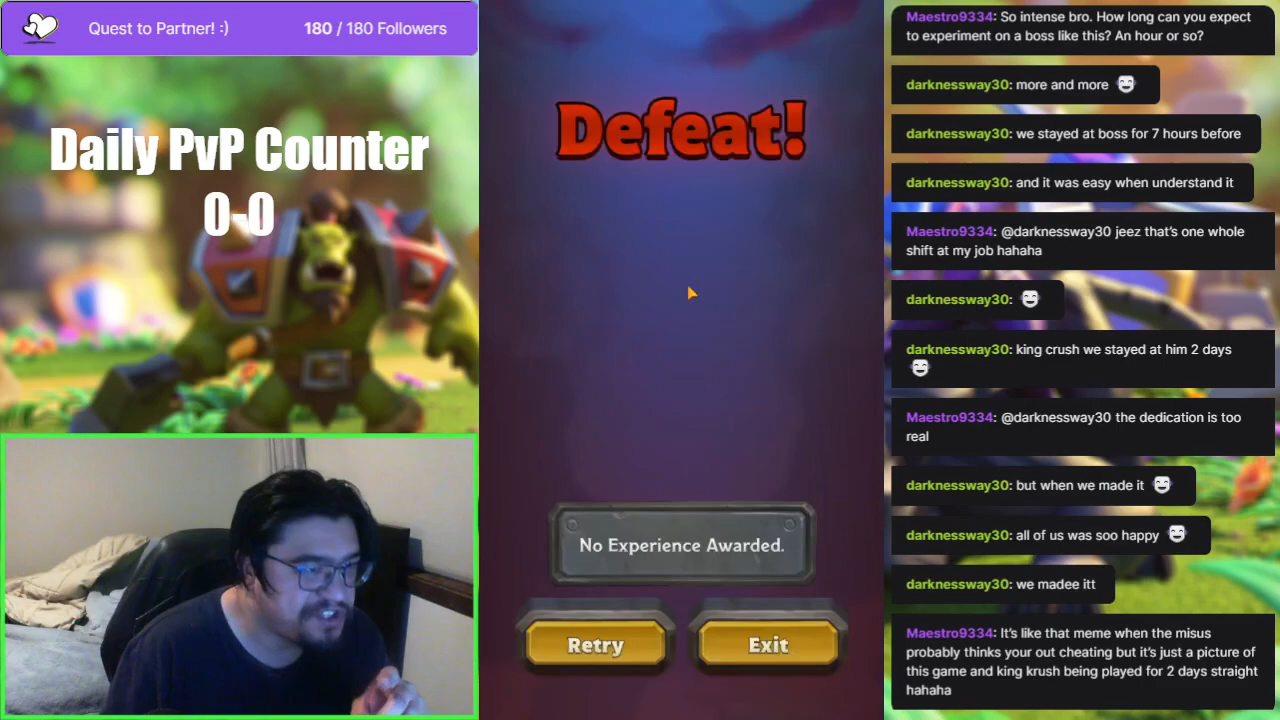 Quest to Partner! :)
180 / 180 Followers
Daily PvP Counter
0-0
Defeat!
No Experience Awarded.
Retry
Exit
Maestro9334: So intense bro. How long can you expect
to experiment on a boss like this? An hour or so?
darknessway30: more and more
darknessway30: we stayed at boss for 7 hours before
darknessway30: and it was easy when understand it
Maestro9334: @darknessway30 jeez that's one whole
shift at my job hahaha
darknessway30:
darknessway30: king crush we stayed at him 2 days
Maestro9334: @darknessway30 the dedication is too
real
darknessway30: but when we made it
darknessway30: all of us was soo happy
darknessway30: we madee itt
Maestro9334: It's like that meme when the misus
probably thinks your out cheating but it's just a picture of
this game and king krush being played for 2 days straight
hahaha